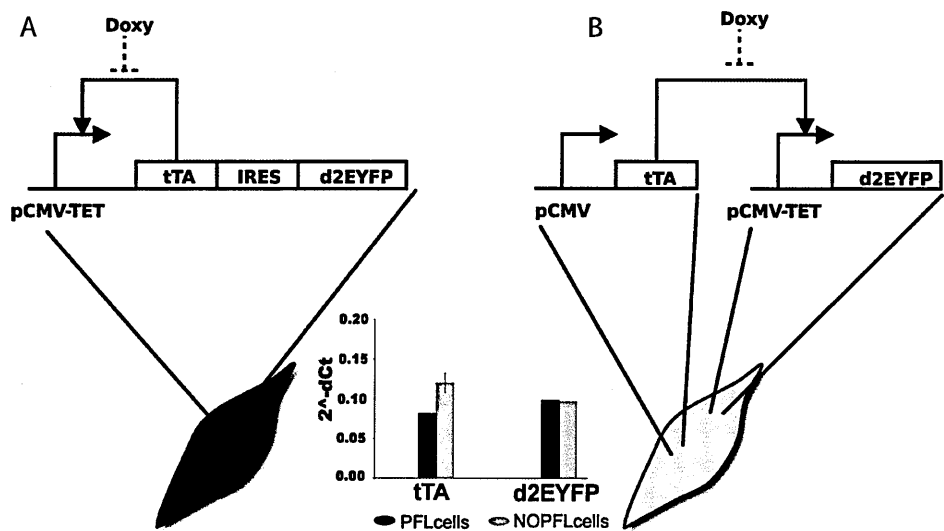 A
Doxy
tTA IRES d2EYFP
pCMV-TET
B
Doxy
tTA
d2EYFP
pCMV
pCMV-TET
2^-dCt
0.20
0.15
0.10
0.05
0.00
tTA d2EYFP
PFLcells NOPFLcells